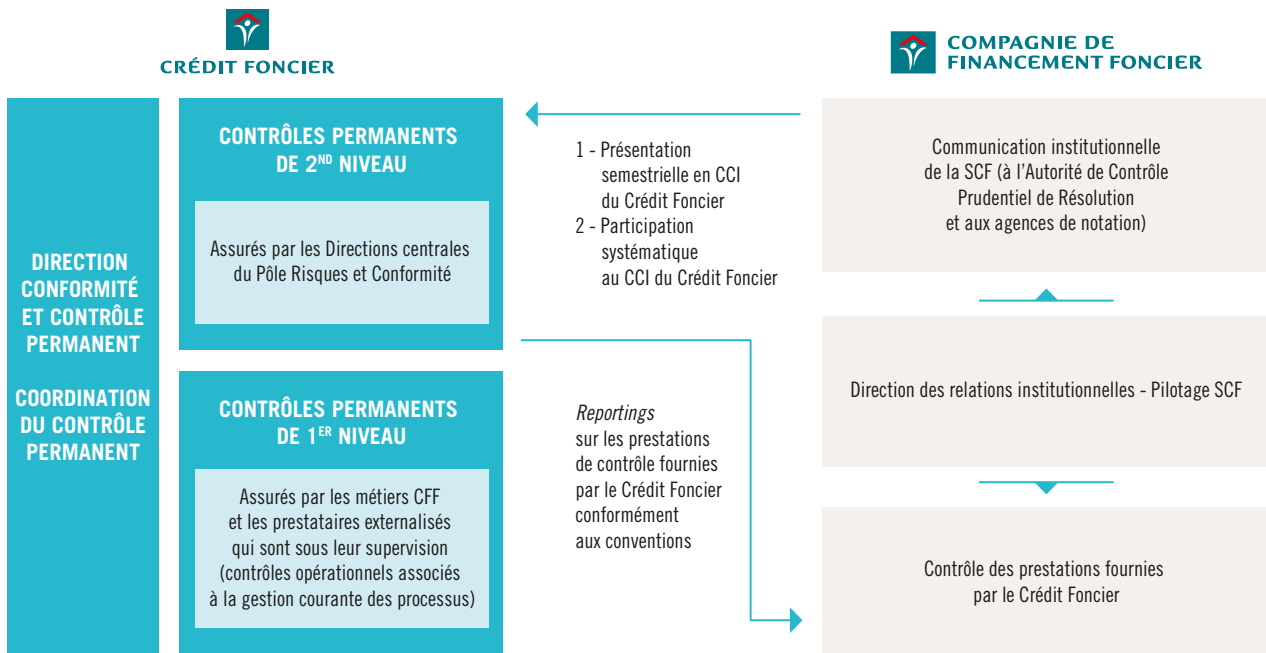 CRÉDIT FONCIER
COMPAGNIE DE
FINANCEMENT FONCIER
DIRECTION
CONFORMITÉ
ET CONTRÔLE
PERMANENT
COORDINATION
DU CONTRÔLE
PERMANENT
CONTRÔLES PERMANENTS
DE 2ND NIVEAU
Assurés par les Directions centrales
du Pôle Risques et Conformité
CONTRÔLES PERMANENTS
DE 1ER NIVEAU
Assurés par les métiers CFF
et les prestataires externalisés
qui sont sous leur supervision
(contrôles opérationnels associés
à la gestion courante des processus)
1 - Présentation
semestrielle en CCI
du Crédit Foncier
2 - Participation
systématique
au CCI du Crédit Foncier
Reportings
sur les prestations
de contrôle fournies
par le Crédit Foncier
conformément
aux conventions
Communication institutionnelle
de la SCF (à l'Autorité de Contrôle
Prudentiel de Résolution
et aux agences de notation)
Direction des relations institutionnelles - Pilotage SCF
Contrôle des prestations fournies
par le Crédit Foncier